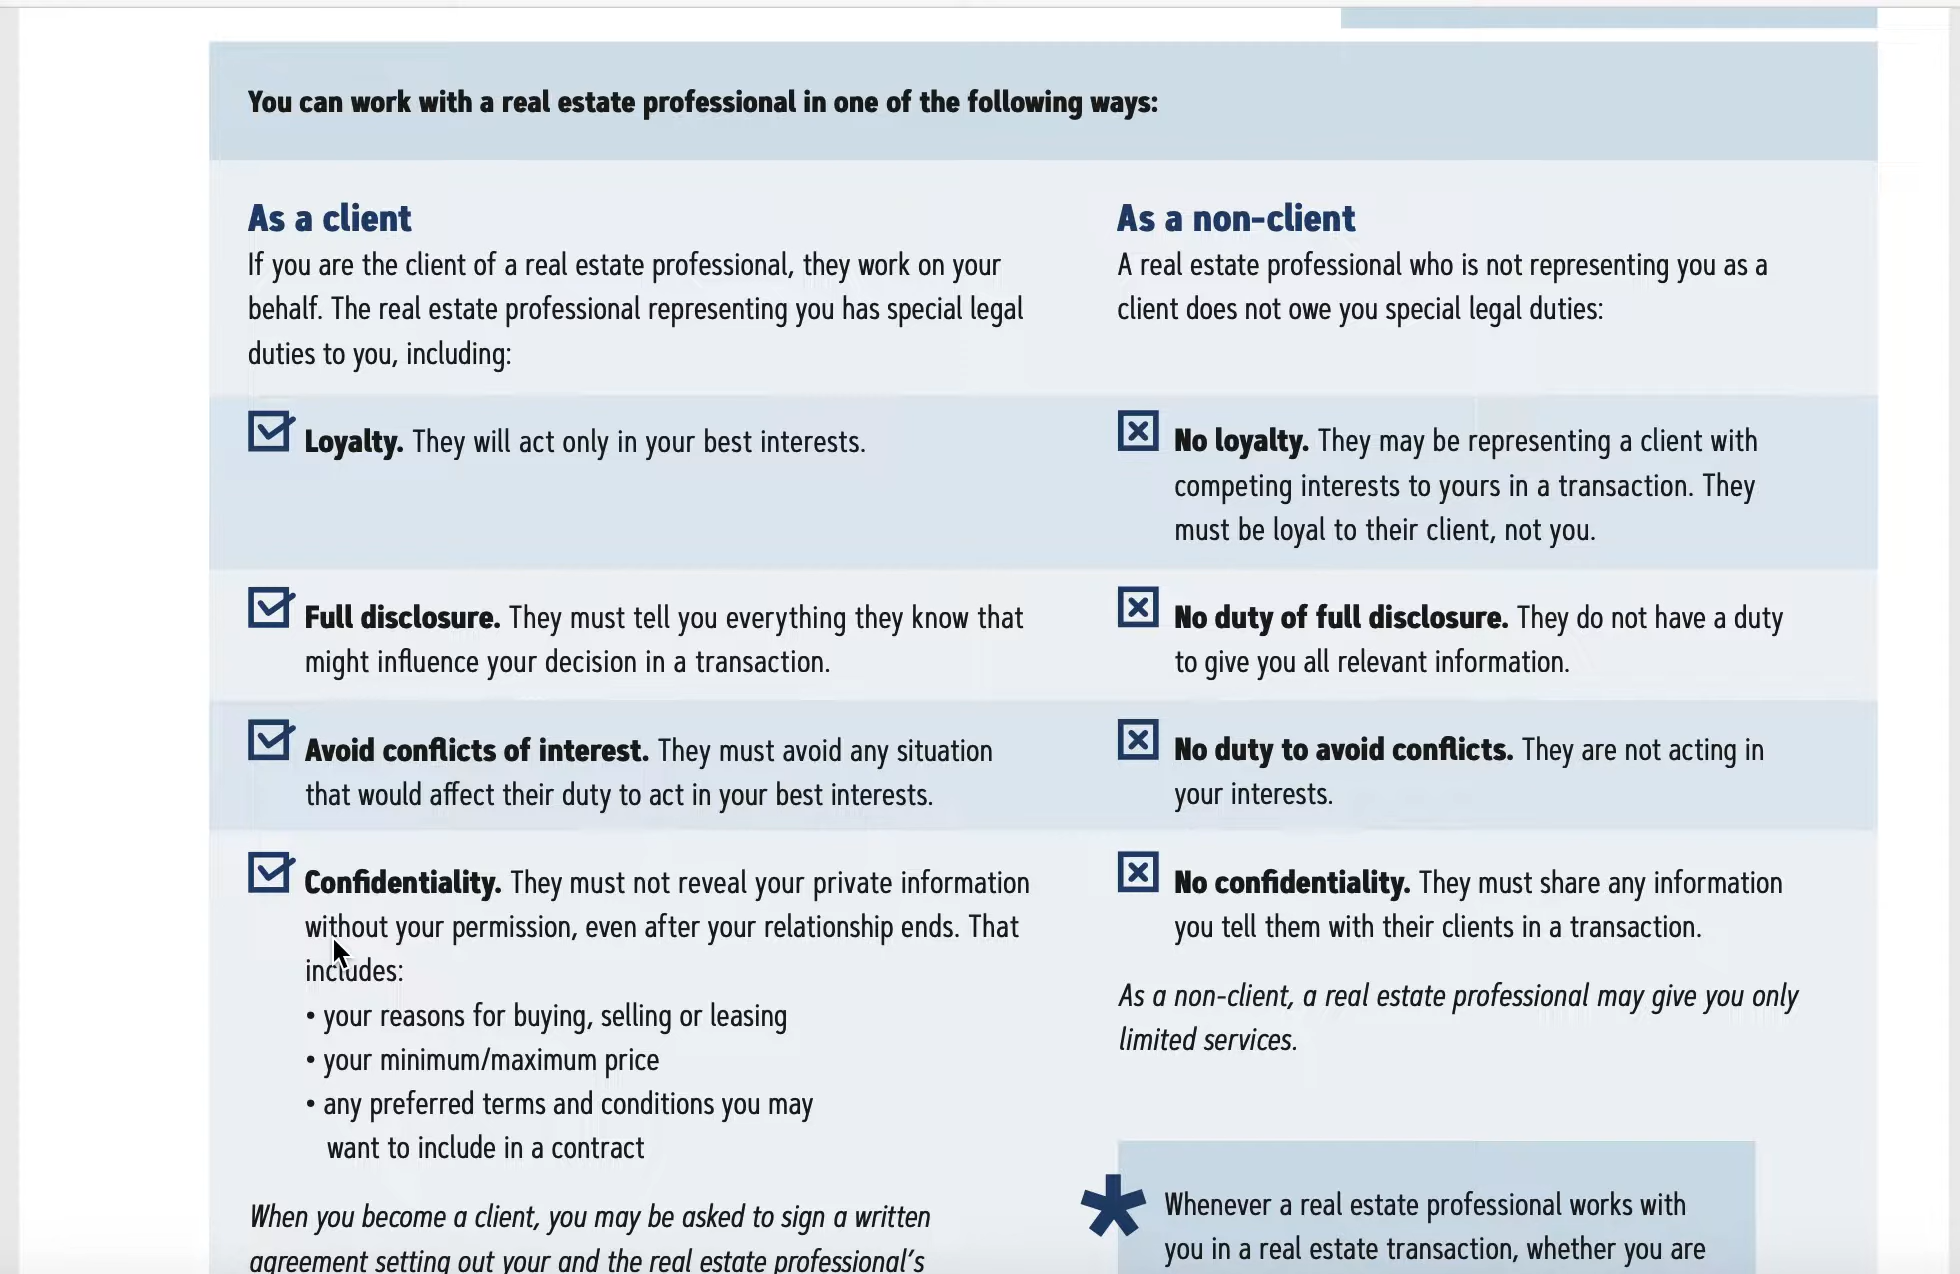 You can work with a real estate professional in one of the following ways:
As a client
If you are the client of a real estate professional, they work on your
behalf. The real estate professional representing you has special legal
duties to you, including:
Loyalty. They will act only in your best interests.
Full disclosure. They must tell you everything they know that
might influence your decision in a transaction.
Avoid conflicts of interest. They must avoid any situation
that would affect their duty to act in your best interests.
Confidentiality. They must not reveal your private information
without your permission, even after your relationship ends. That
includes:
• your reasons for buying, selling or leasing
• your minimum/maximum price
• any preferred terms and conditions you may
want to include in a contract
When you become a client, you may be asked to sign a written
agreement setting out your and the real estate professional's
As a non-client
A real estate professional who is not representing you as a
client does not owe you special legal duties:
No loyalty. They may be representing a client with
competing interests to yours in a transaction. They
must be loyal to their client, not you.
No duty of full disclosure. They do not have a duty
to give you all relevant information.
No duty to avoid conflicts. They are not acting in
your interests.
No confidentiality. They must share any information
you tell them with their clients in a transaction.
As a non-client, a real estate professional may give you only
limited services.
* Whenever a real estate professional works with
you in a real estate transaction, whether you are